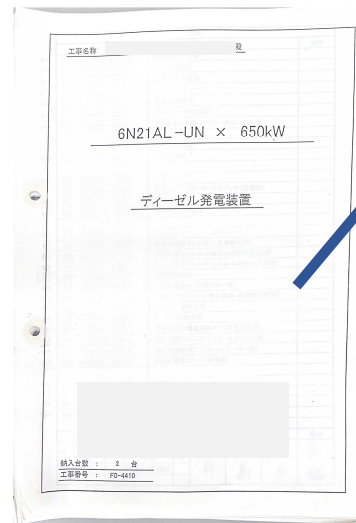 工事名称 殿
6N21AL-UN × 650kW
ディーゼル発電装置
納入台数 : 2 台
工事番号 : FO-4410